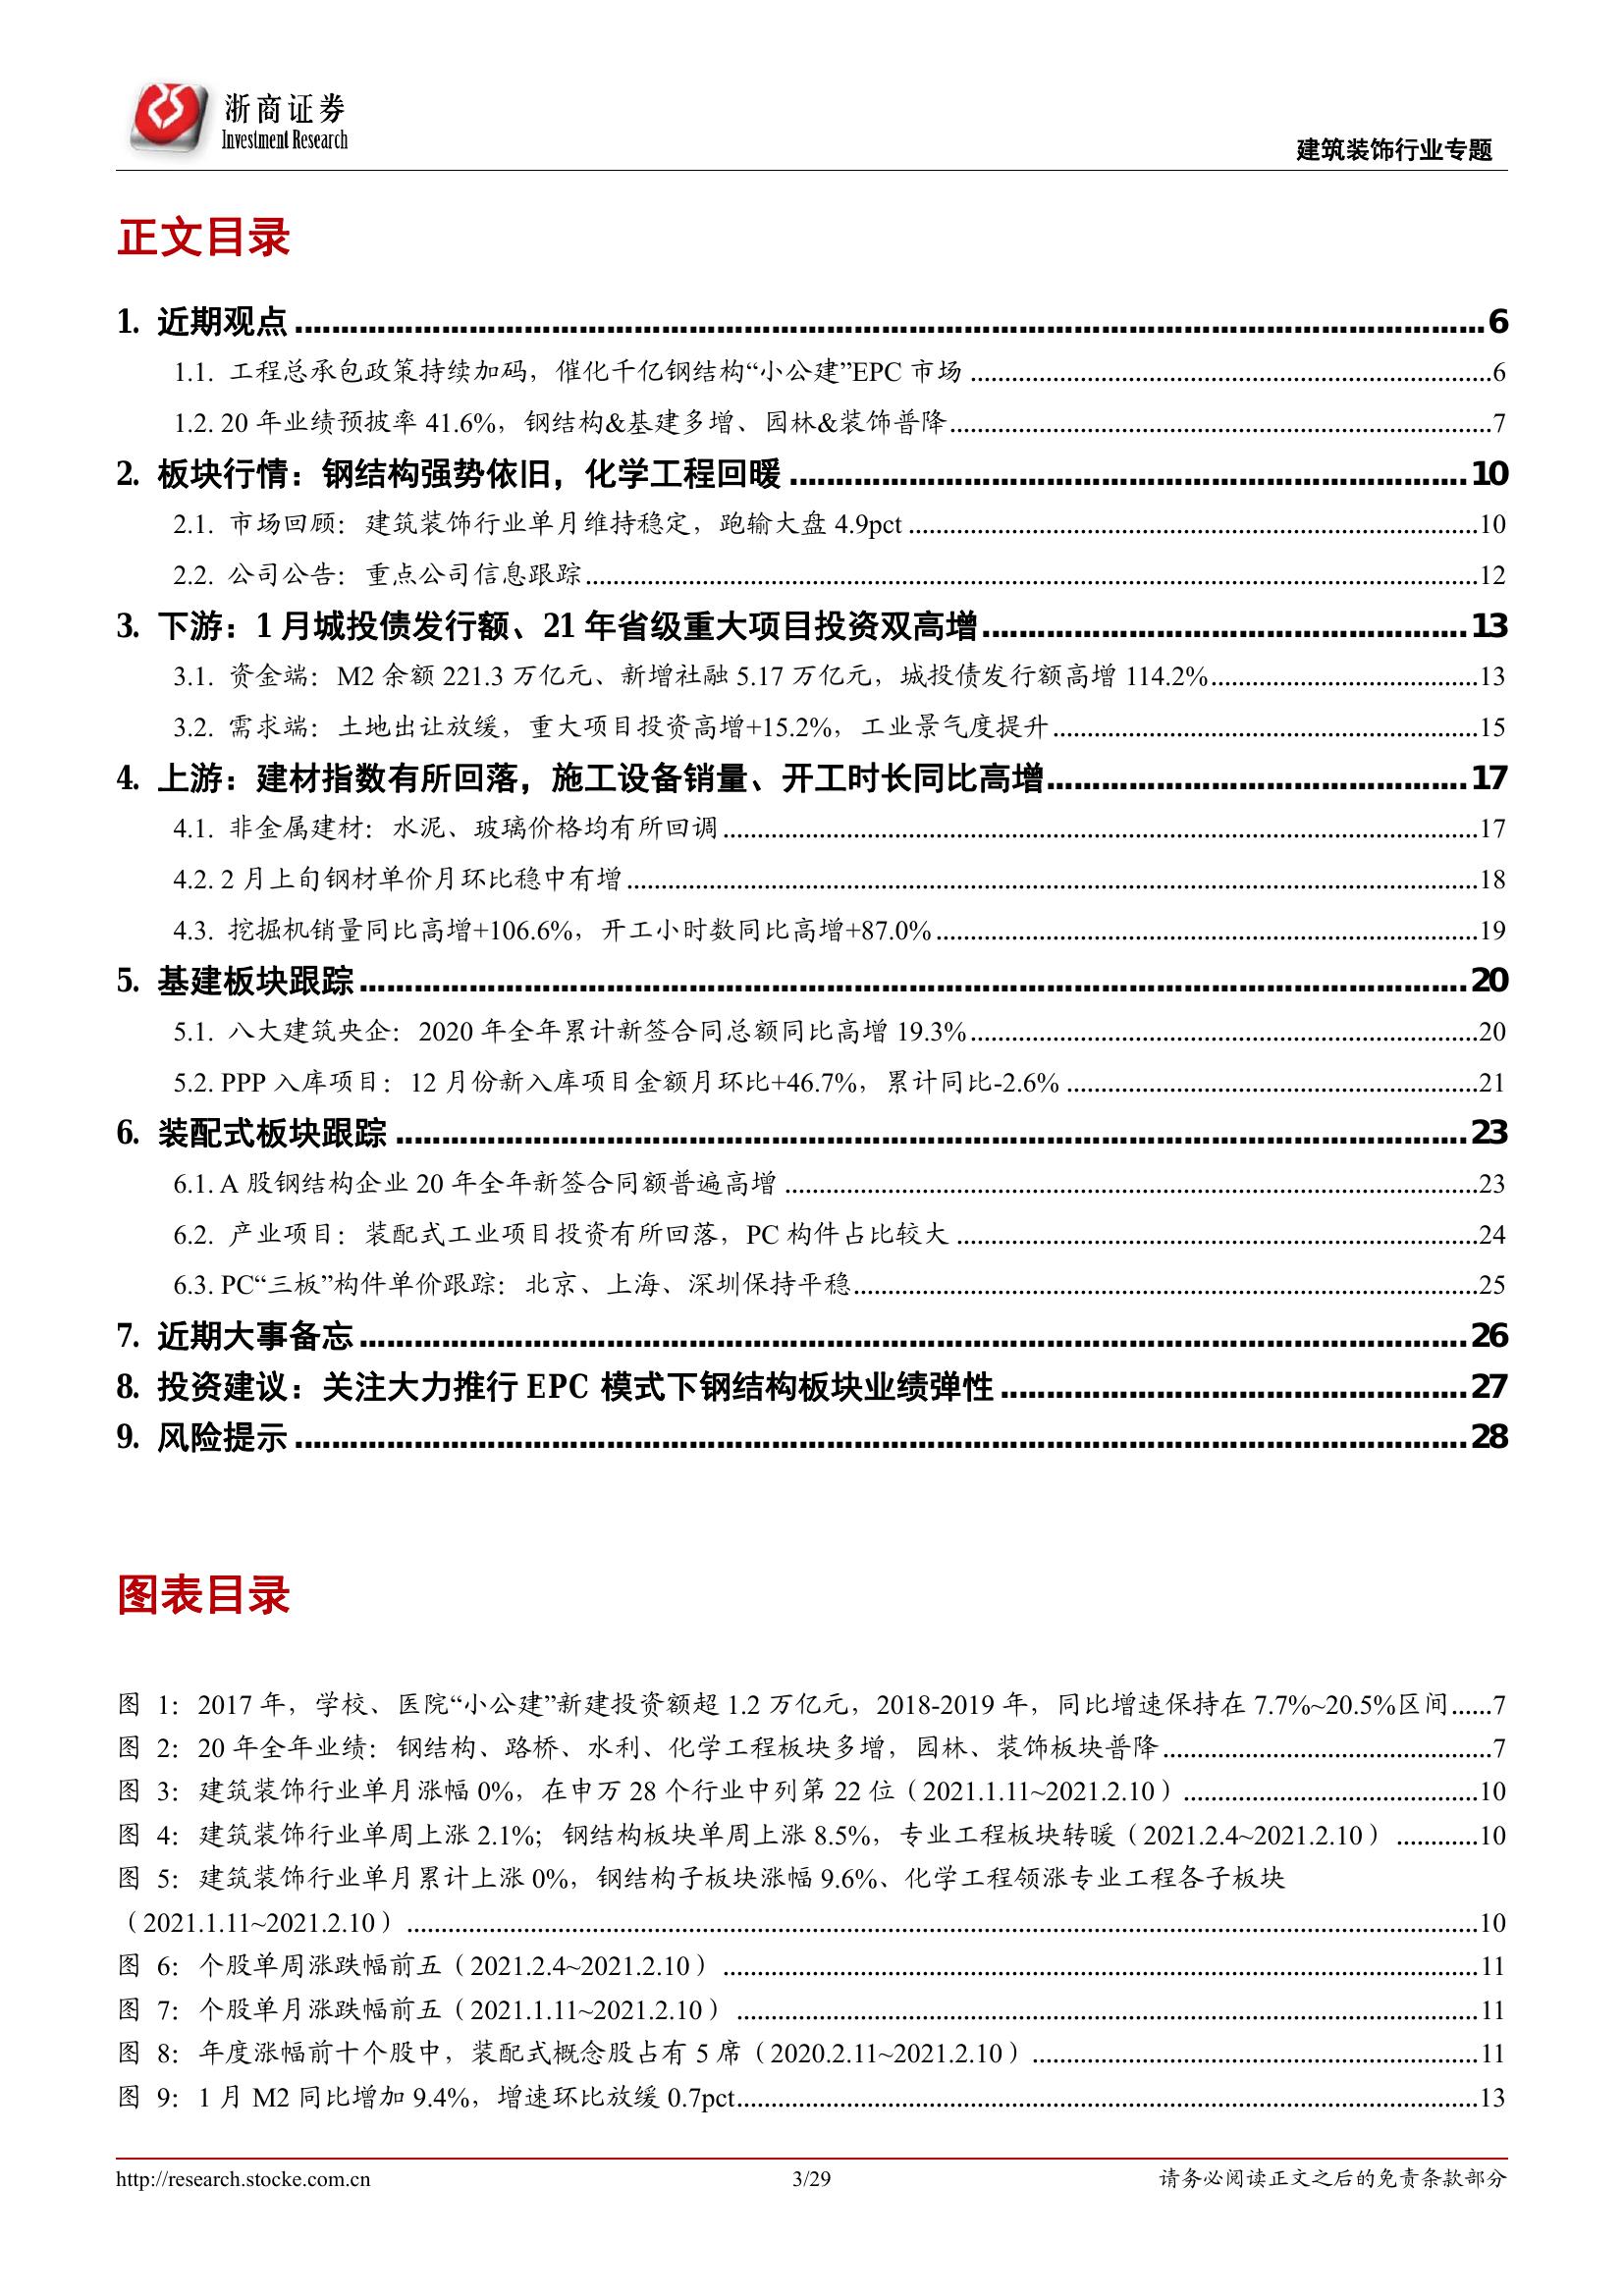 浙商证券
Investment Research
建筑装饰行业专题
正文目录
1. 近期观点 ........ 6
1.1. 工程总承包政策持续加码，催化千亿钢结构“小公建”EPC 市场 ........ 6
1.2. 20 年业绩预披率 41.6%，钢结构&基建多增、园林&装饰普降 ........ 7
2. 板块行情：钢结构强势依旧，化学工程回暖 ........ 10
2.1. 市场回顾：建筑装饰行业单月维持稳定，跑输大盘 4.9pct ........ 10
2.2. 公司公告：重点公司信息跟踪 ........ 12
3. 下游：1 月城投债发行额、21 年省级重大项目投资双高增 ........ 13
3.1. 资金端：M2 余额 221.3 万亿元、新增社融 5.17 万亿元，城投债发行额高增 114.2% ........ 13
3.2. 需求端：土地出让放缓，重大项目投资高增+15.2%，工业景气度提升 ........ 15
4. 上游：建材指数有所回落，施工设备销量、开工时长同比高增 ........ 17
4.1. 非金属建材：水泥、玻璃价格均有所回调 ........ 17
4.2. 2 月上旬钢材单价月环比稳中有增 ........ 18
4.3. 挖掘机销量同比高增+106.6%，开工小时数同比高增+87.0% ........ 19
5. 基建板块跟踪 ........ 20
5.1. 八大建筑央企：2020 年全年累计新签合同总额同比高增 19.3% ........ 20
5.2. PPP 入库项目：12 月份新入库项目金额月环比+46.7%，累计同比-2.6% ........ 21
6. 装配式板块跟踪 ........ 23
6.1. A 股钢结构企业 20 年全年新签合同额普遍高增 ........ 23
6.2. 产业项目：装配式工业项目投资有所回落，PC 构件占比较大 ........ 24
6.3. PC“三板”构件单价跟踪：北京、上海、深圳保持平稳 ........ 25
7. 近期大事备忘 ........ 26
8. 投资建议：关注大力推行 EPC 模式下钢结构板块业绩弹性 ........ 27
9. 风险提示 ........ 28
图表目录
图 1：2017 年，学校、医院“小公建”新建投资额超 1.2 万亿元，2018-2019 年，同比增速保持在 7.7%~20.5%区间 ...... 7
图 2：20 年全年业绩：钢结构、路桥、水利、化学工程板块多增，园林、装饰板块普降 ........ 7
图 3：建筑装饰行业单月涨幅 0%，在申万 28 个行业中列第 22 位（2021.1.11~2021.2.10） ........ 10
图 4：建筑装饰行业单周上涨 2.1%；钢结构板块单周上涨 8.5%，专业工程板块转暖（2021.2.4~2021.2.10） ........ 10
图 5：建筑装饰行业单月累计上涨 0%，钢结构子板块涨幅 9.6%、化学工程领涨专业工程各子板块
（2021.1.11~2021.2.10） ........ 10
图 6：个股单周涨跌幅前五（2021.2.4~2021.2.10） ........ 11
图 7：个股单月涨跌幅前五（2021.1.11~2021.2.10） ........ 11
图 8：年度涨幅前十个股中，装配式概念股占有 5 席（2020.2.11~2021.2.10） ........ 11
图 9：1 月 M2 同比增加 9.4%，增速环比放缓 0.7pct ........ 13
http://research.stocke.com.cn
3/29
请务必阅读正文之后的免责条款部分